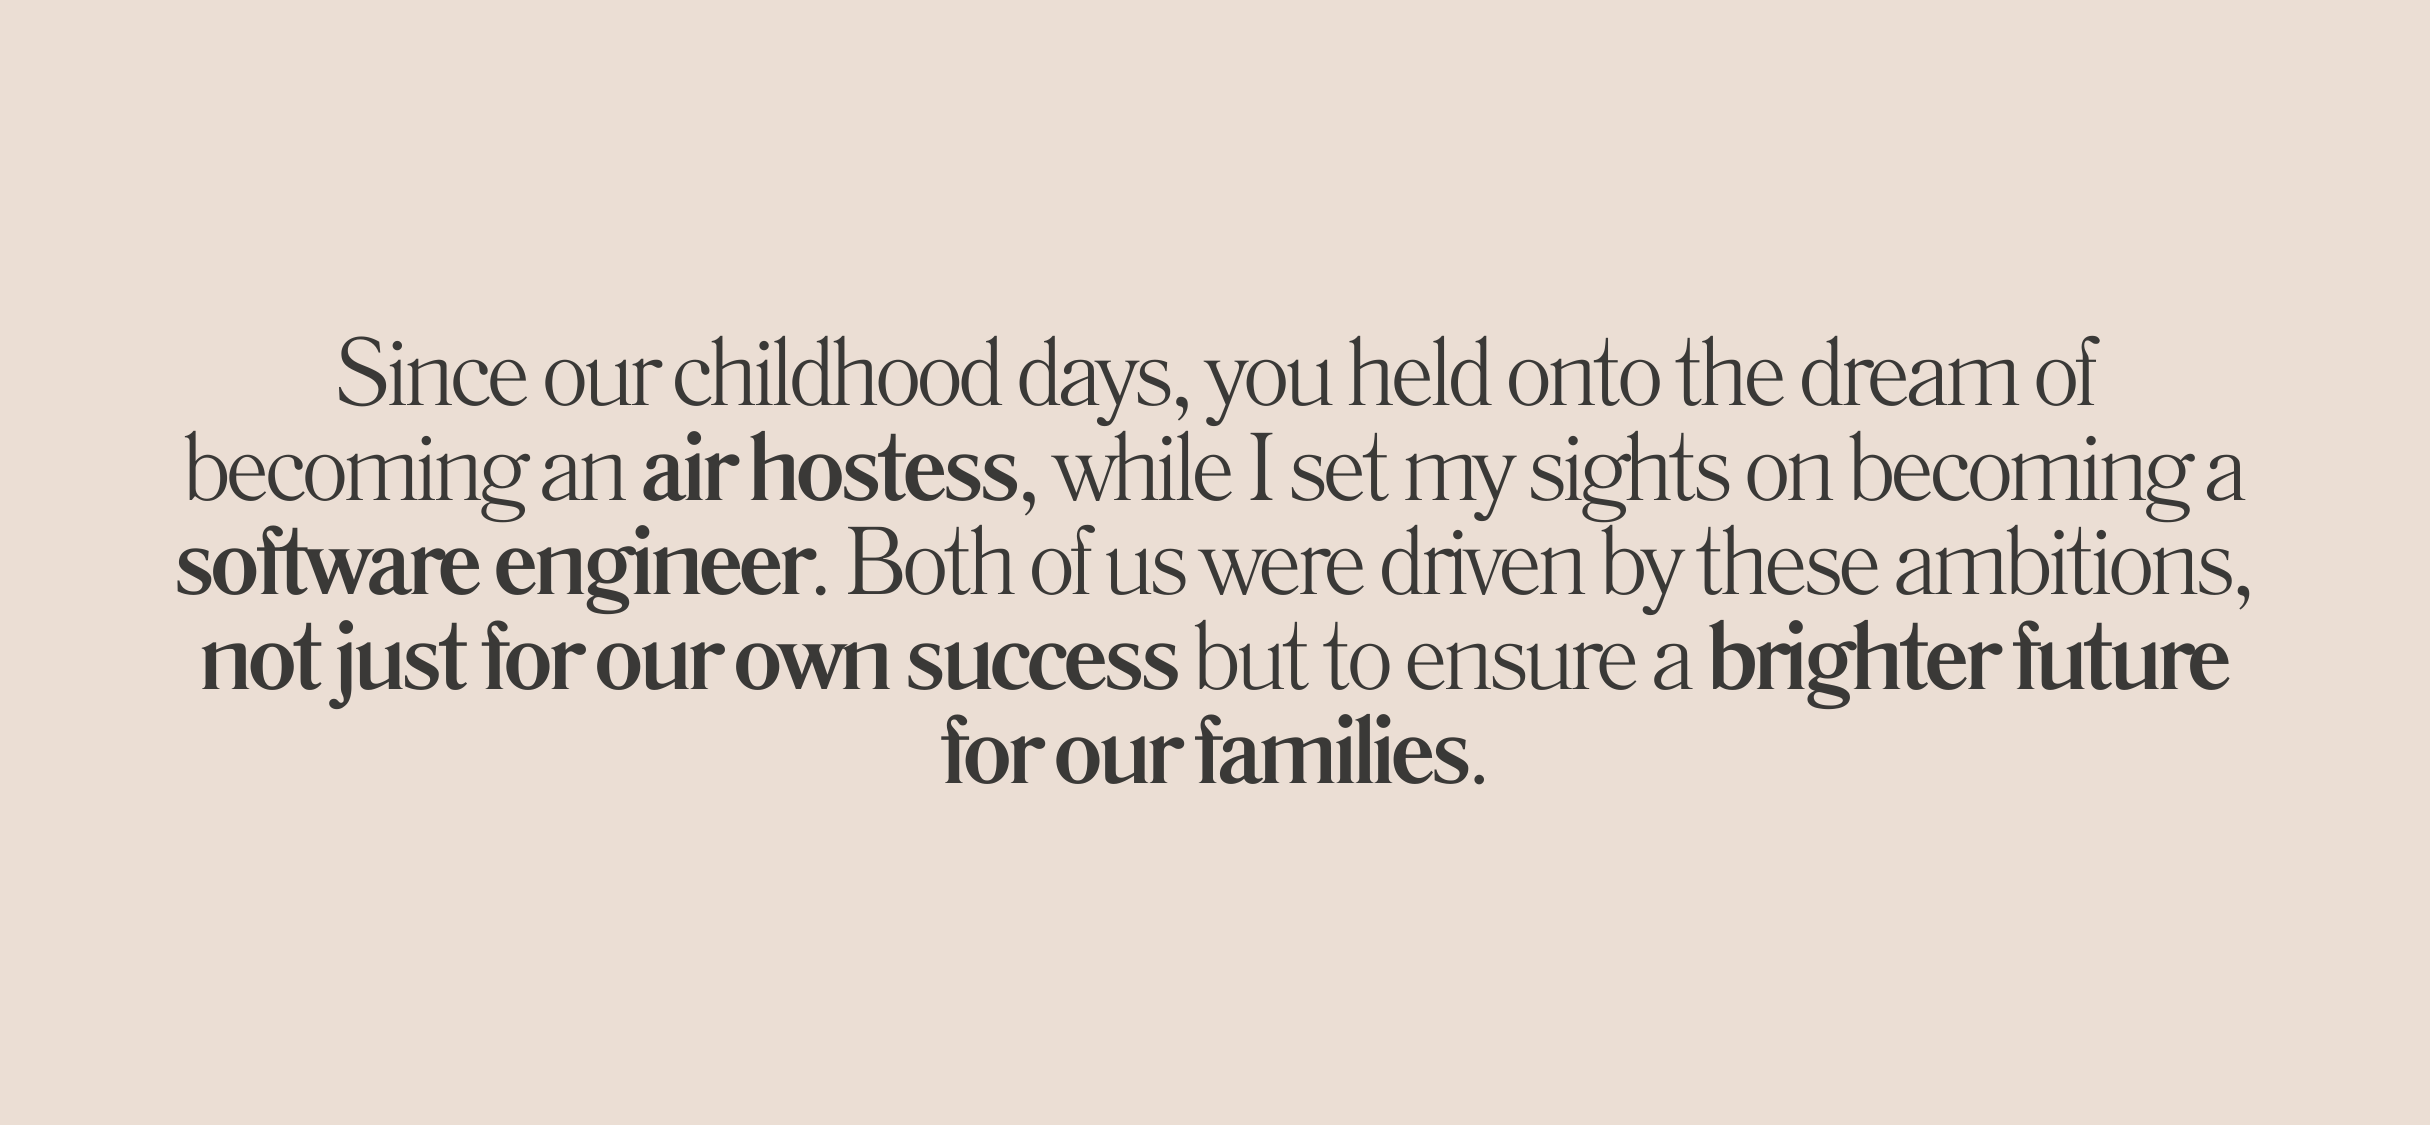 Since our childhood days, you held onto the dream of
becoming an air hostess, while I set my sights on becoming a
software engineer. Both of us were driven by these ambitions,
not just for our own success but to ensure a brighter future
for our families.